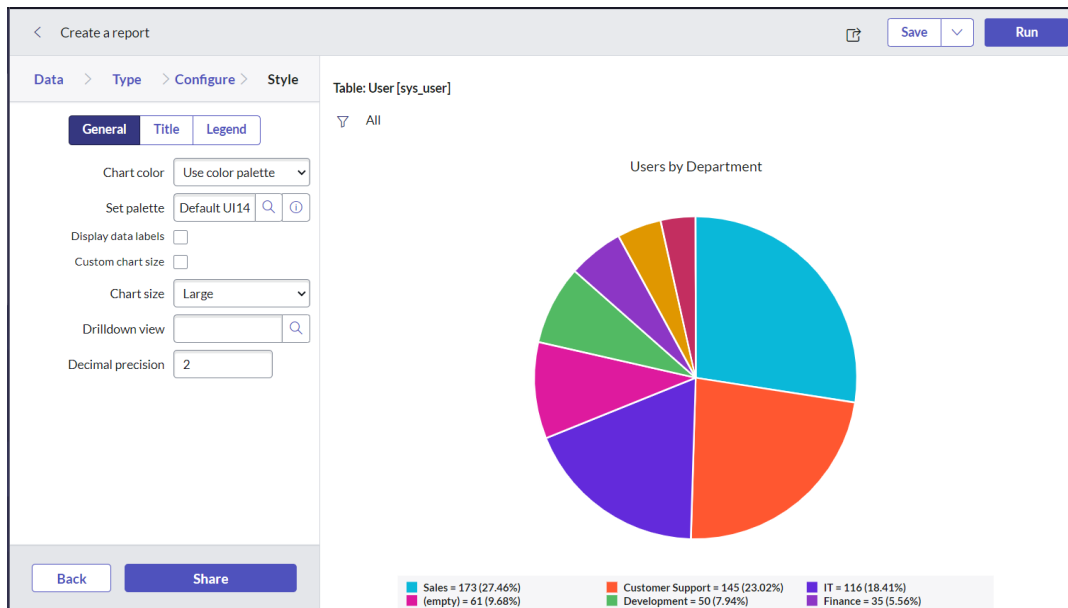 Create a report
Save
Run
Data
Type
Configure
Style
General
Title
Legend
Chart color
Use color palette
Set palette
Default UI14
Display data labels
Custom chart size
Chart size
Large
Drilldown view
Decimal precision
2
Back
Share
Table: User [sys_user]
All
Users by Department
Sales = 173 (27.46%)
Customer Support = 145 (23.02%)
IT = 116 (18.41%)
(empty) = 61 (9.68%)
Development = 50 (7.94%)
Finance = 35 (5.56%)